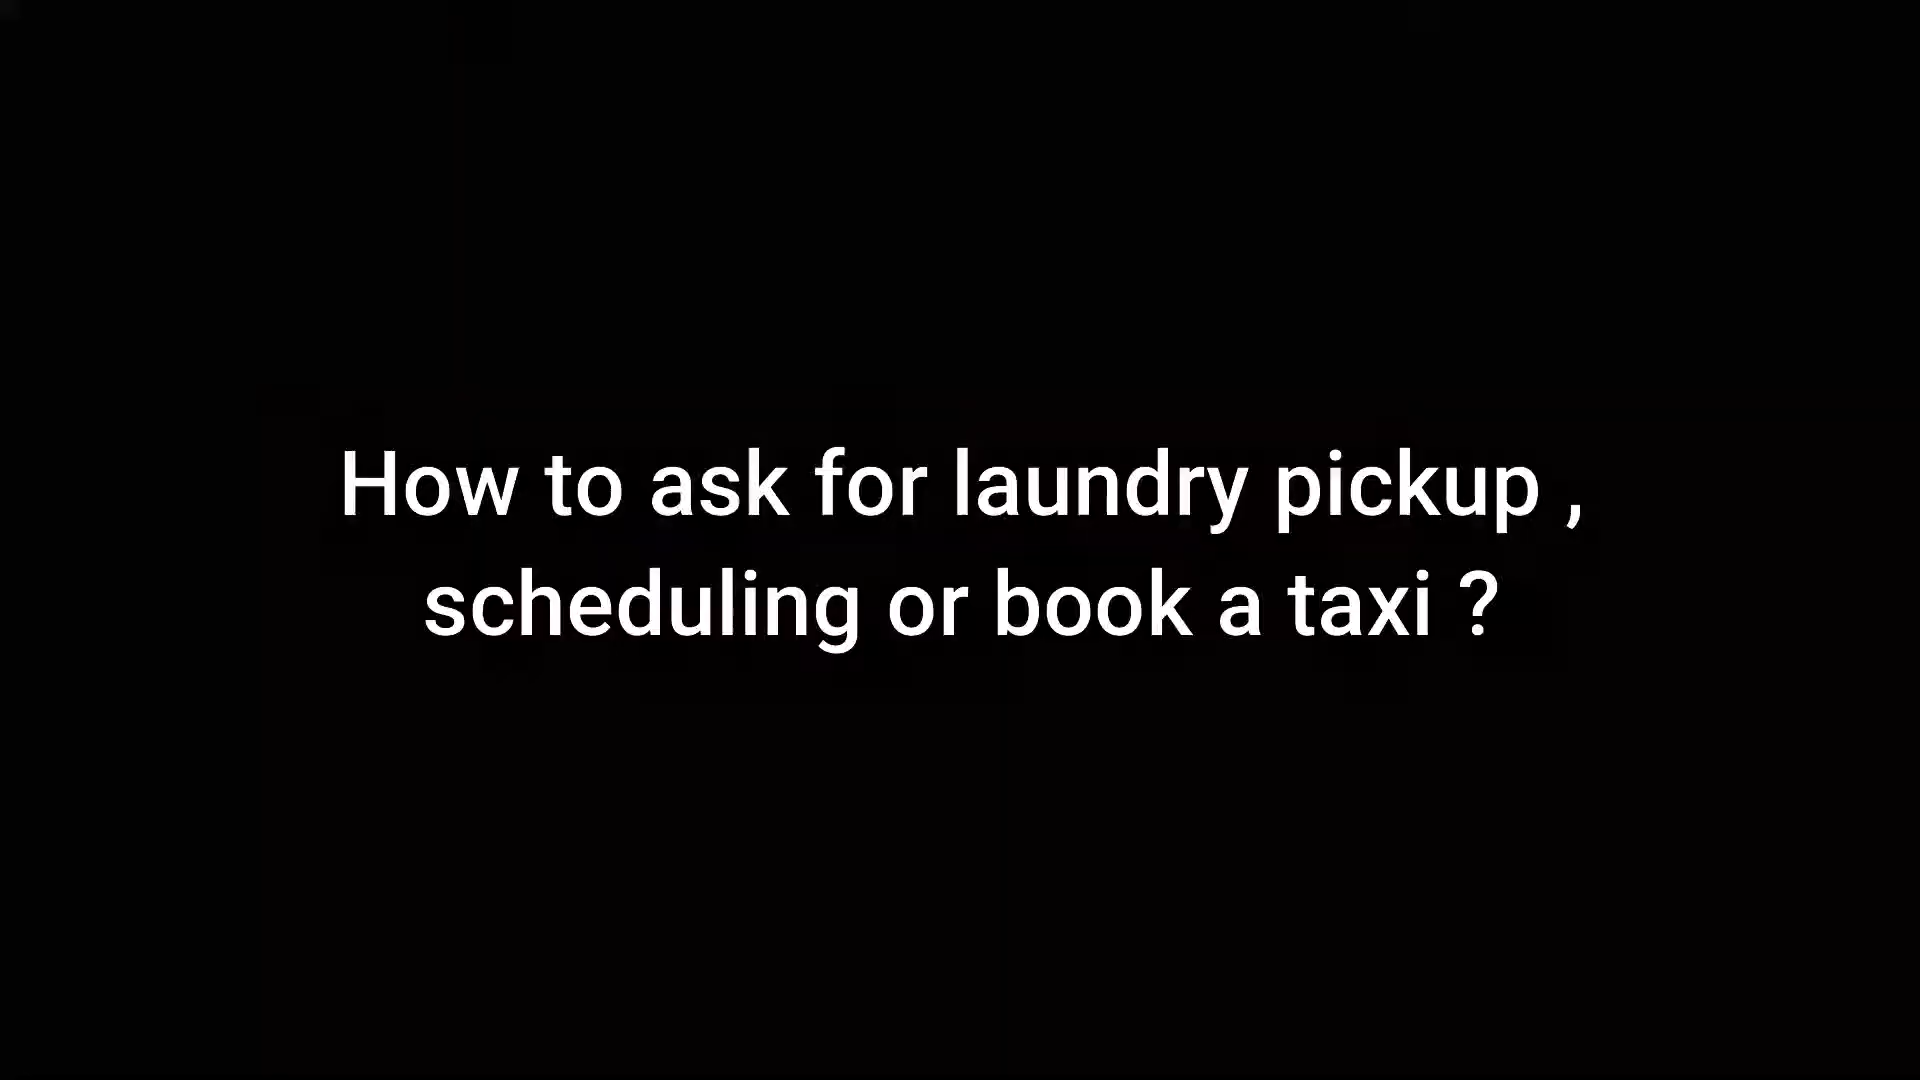 How to ask for laundry pickup ,
scheduling or book a taxi ?